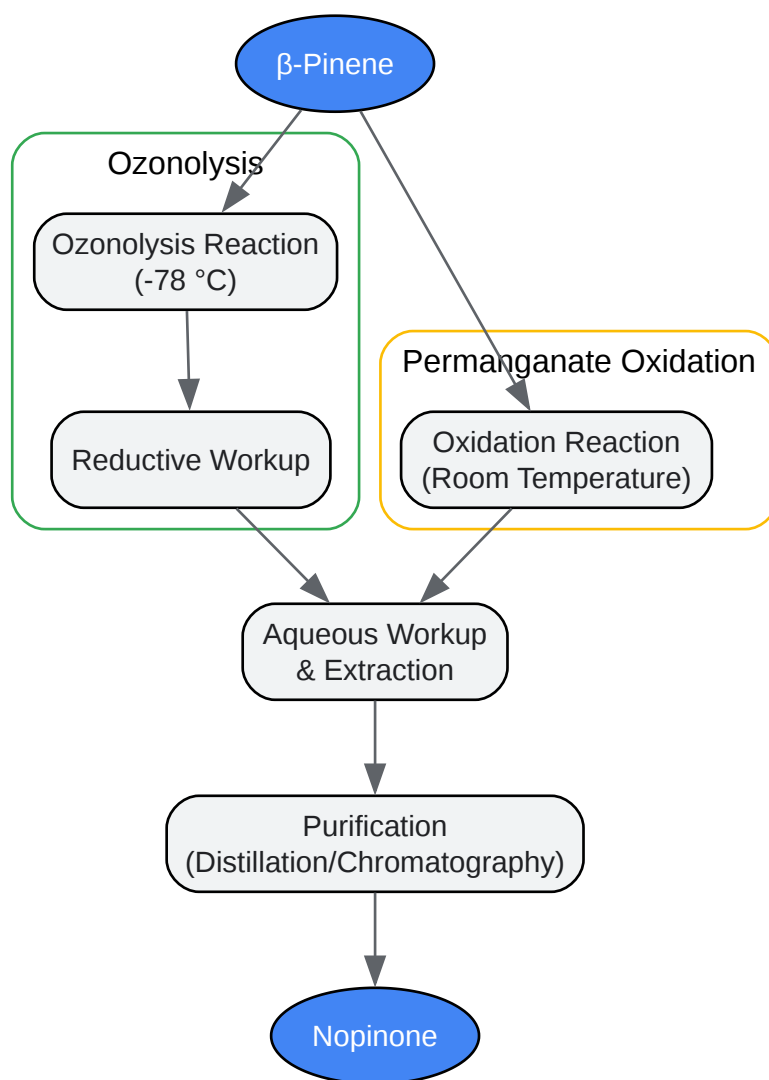 β-Pinene
Ozonolysis
Ozonolysis Reaction
(-78 °C)
Reductive Workup
Permanganate Oxidation
Oxidation Reaction
(Room Temperature)
Aqueous Workup
& Extraction
Purification
(Distillation/Chromatography)
Nopinone